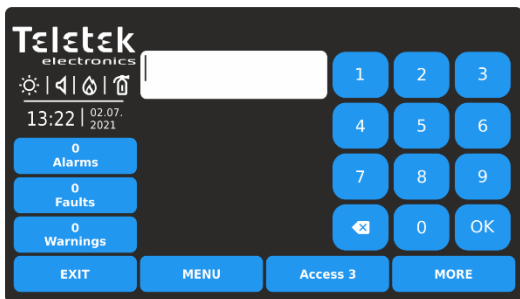 Teletek
electronics
13:22 02.07.
2021
0
Alarms
0
Faults
0
Warnings
1 2 3
4 5 6
7 8 9
0 OK
EXIT MENU Access 3 MORE